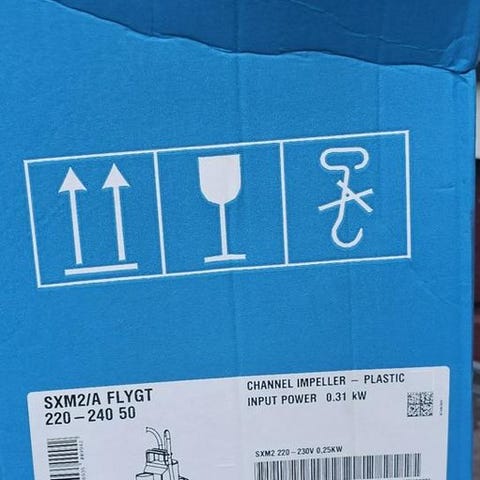 SXM2/A FLYGT
220-240 50
CHANNEL IMPELLER – PLASTIC
INPUT POWER 0.31 kW
SXM2 220-230V 0,25KW